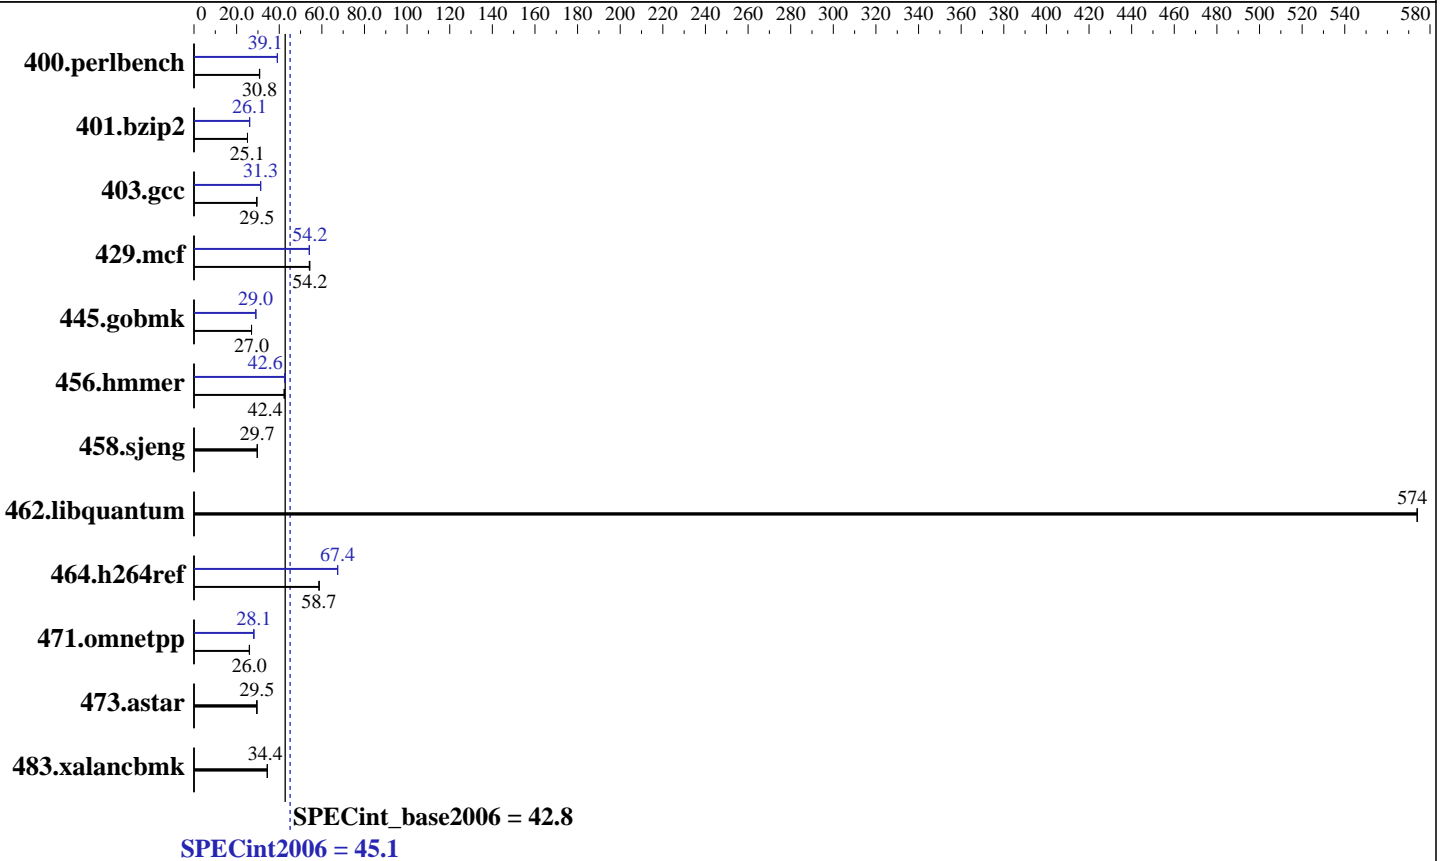 0 20.0 40.0 60.0 80.0 100 120 140 160 180 200 220 240 260 280 300 320 340 360 380 400 420 440 460 480 500 520 540 580
39.1
400.perlbench
30.8
26.1
401.bzip2
25.1
31.3
403.gcc
29.5
54.2
429.mcf
54.2
29.0
445.gobmk
27.0
42.6
456.hmmer
42.4
29.7
458.sjeng
574
462.libquantum
67.4
464.h264ref
58.7
28.1
471.omnetpp
26.0
29.5
473.astar
34.4
483.xalancbmk
SPECint_base2006 = 42.8
SPECint2006 = 45.1